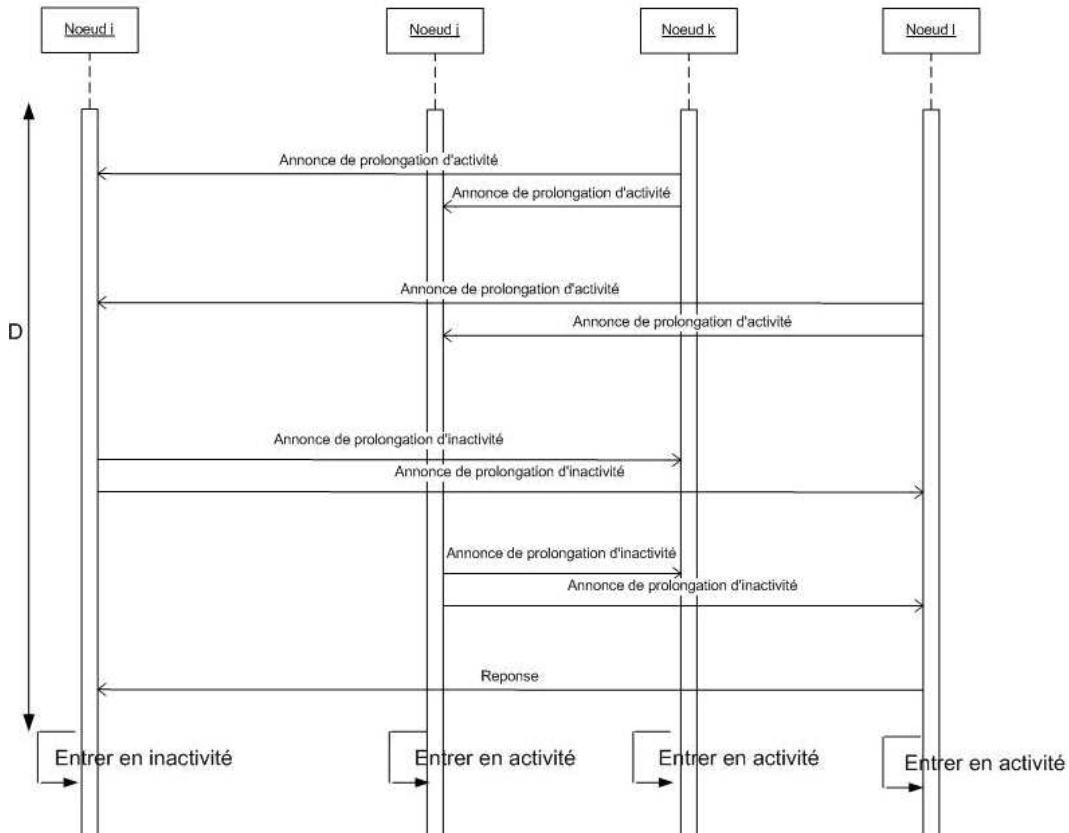 Noeud i
Noeud j
Noeud k
Noeud l
Annonce de prolongation d'activité
Annonce de prolongation d'activité
Annonce de prolongation d'activité
D
Annonce de prolongation d'activité
Annonce de prolongation d'inactivité
Annonce de prolongation d'inactivité
Annonce de prolongation d'inactivité
Annonce de prolongation d'inactivité
Reponse
Entrer en inactivité
Entrer en activité
Entrer en activité
Entrer en activité